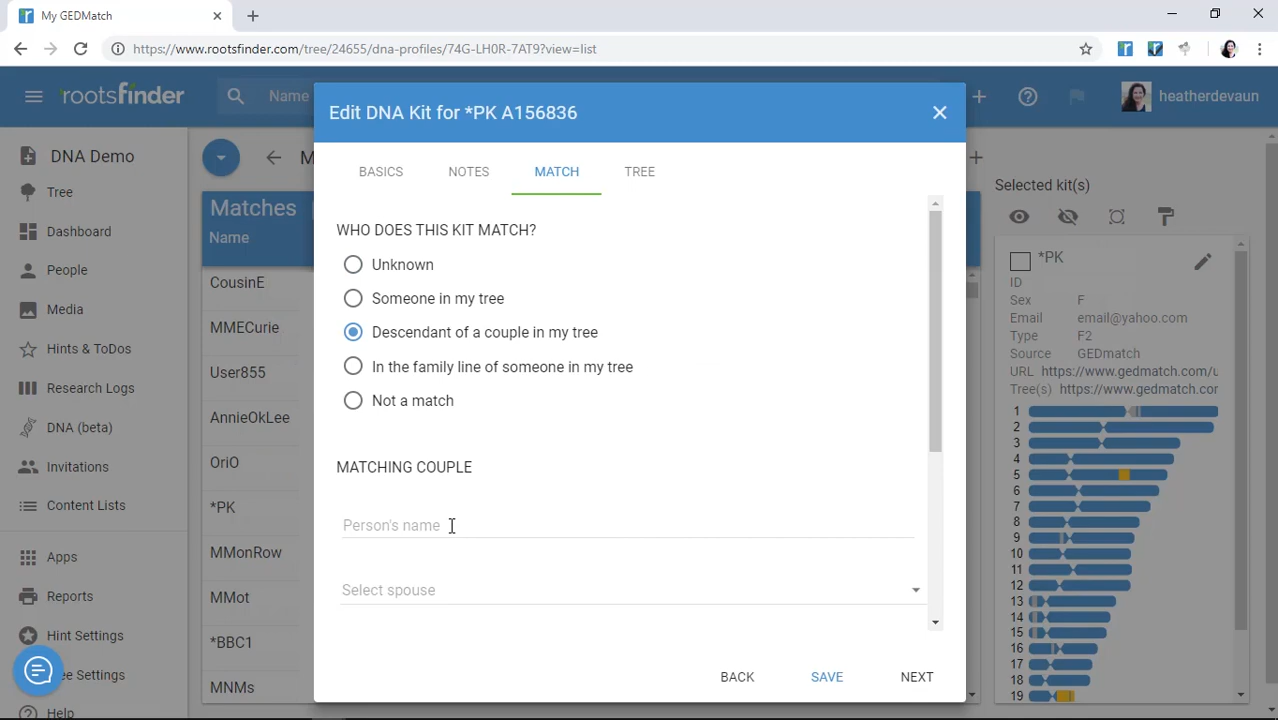 My GEDMatch
https://www.rootsfinder.com/tree/24655/dna-profiles/74G-LH0R-7AT9?view=list
rootsfinder
Name
heatherdevaun
DNA Demo
Tree
Dashboard
People
Media
Hints & ToDos
Research Logs
DNA (beta)
Invitations
Content Lists
Apps
Reports
Hint Settings
ee Settings
Help
M
Matches
Name
CousinE
MMECurie
User855
AnnieOkLee
OriO
*PK
MMonRow
MMot
*BBC1
MNMs
Edit DNA Kit for *PK A156836
BASICS NOTES MATCH TREE
WHO DOES THIS KIT MATCH?
Unknown
Someone in my tree
Descendant of a couple in my tree
In the family line of someone in my tree
Not a match
MATCHING COUPLE
Person's name
Select spouse
BACK SAVE NEXT
Selected kit(s)
*PK
ID
Sex F
Email email@yahoo.com
Type F2
Source GEDmatch
URL https://www.gedmatch.com/u
Tree(s) https://www.gedmatch.cor
1
2
3
4
5
6
7
8
9
10
11
12
13
14
15
16
17
18
19